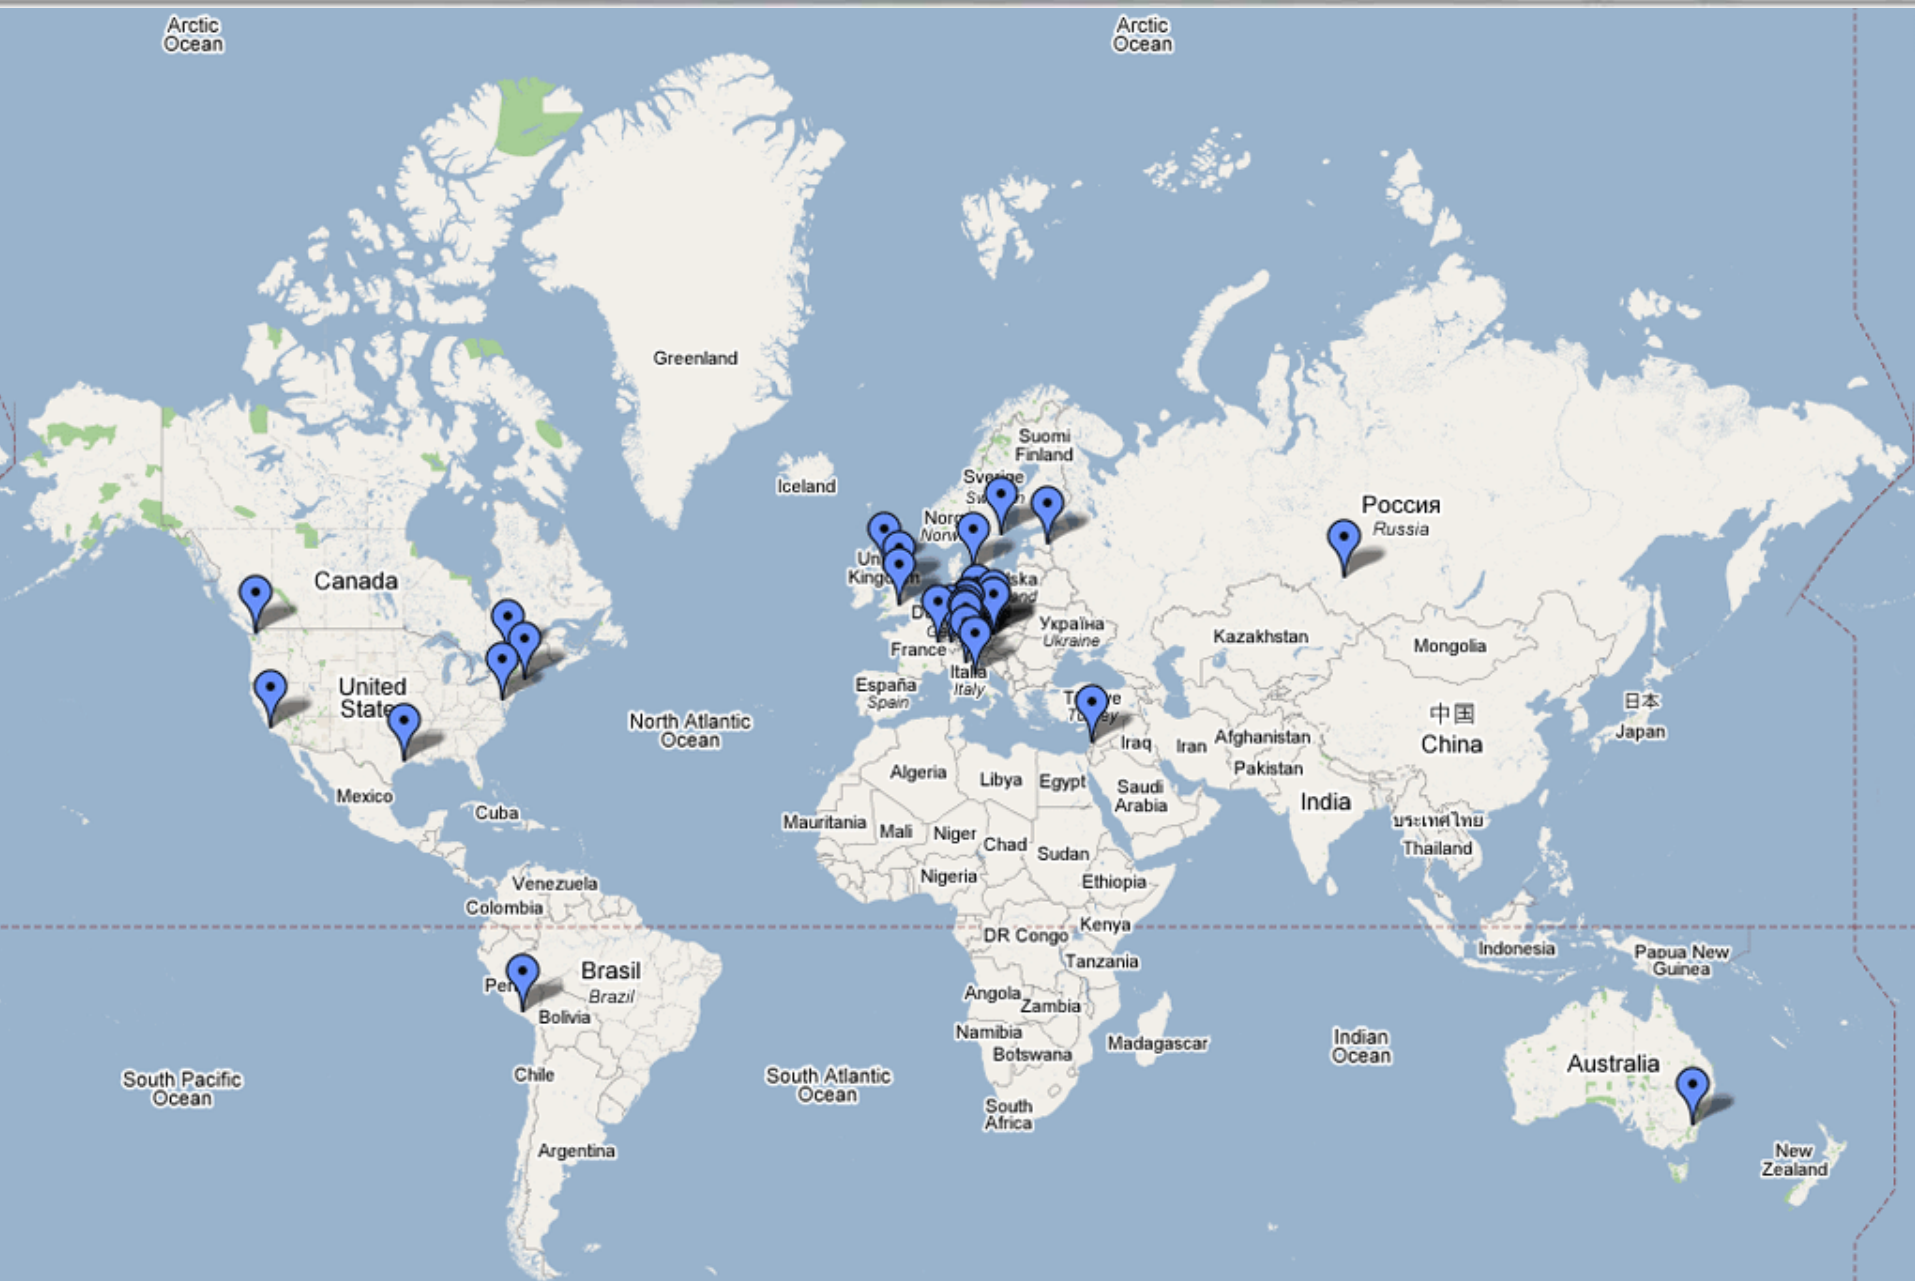 Arctic
Ocean
Arctic
Ocean
Greenland
Suomi
Finland
Iceland
Россия
Russia
Canada
Україна
Ukraine
Kazakhstan
Mongolia
France
United
España
Spain
Italia
Italy
North Atlantic
Ocean
中国
China
日本
Japan
Iraq
Iran
Afghanistan
Pakistan
Algeria
Libya
Egypt
Saudi
Arabia
India
Mexico
Cuba
Mauritania
Mali
Niger
Chad
Sudan
ประเทศไทย
Thailand
Venezuela
Colombia
Nigeria
Ethiopia
Kenya
DR Congo
Tanzania
Indonesia
Papua New
Guinea
Brasil
Brazil
Bolivia
Angola
Zambia
Namibia
Botswana
Madagascar
Indian
Ocean
Australia
Chile
South Pacific
Ocean
South Atlantic
Ocean
South
Africa
Argentina
New
Zealand